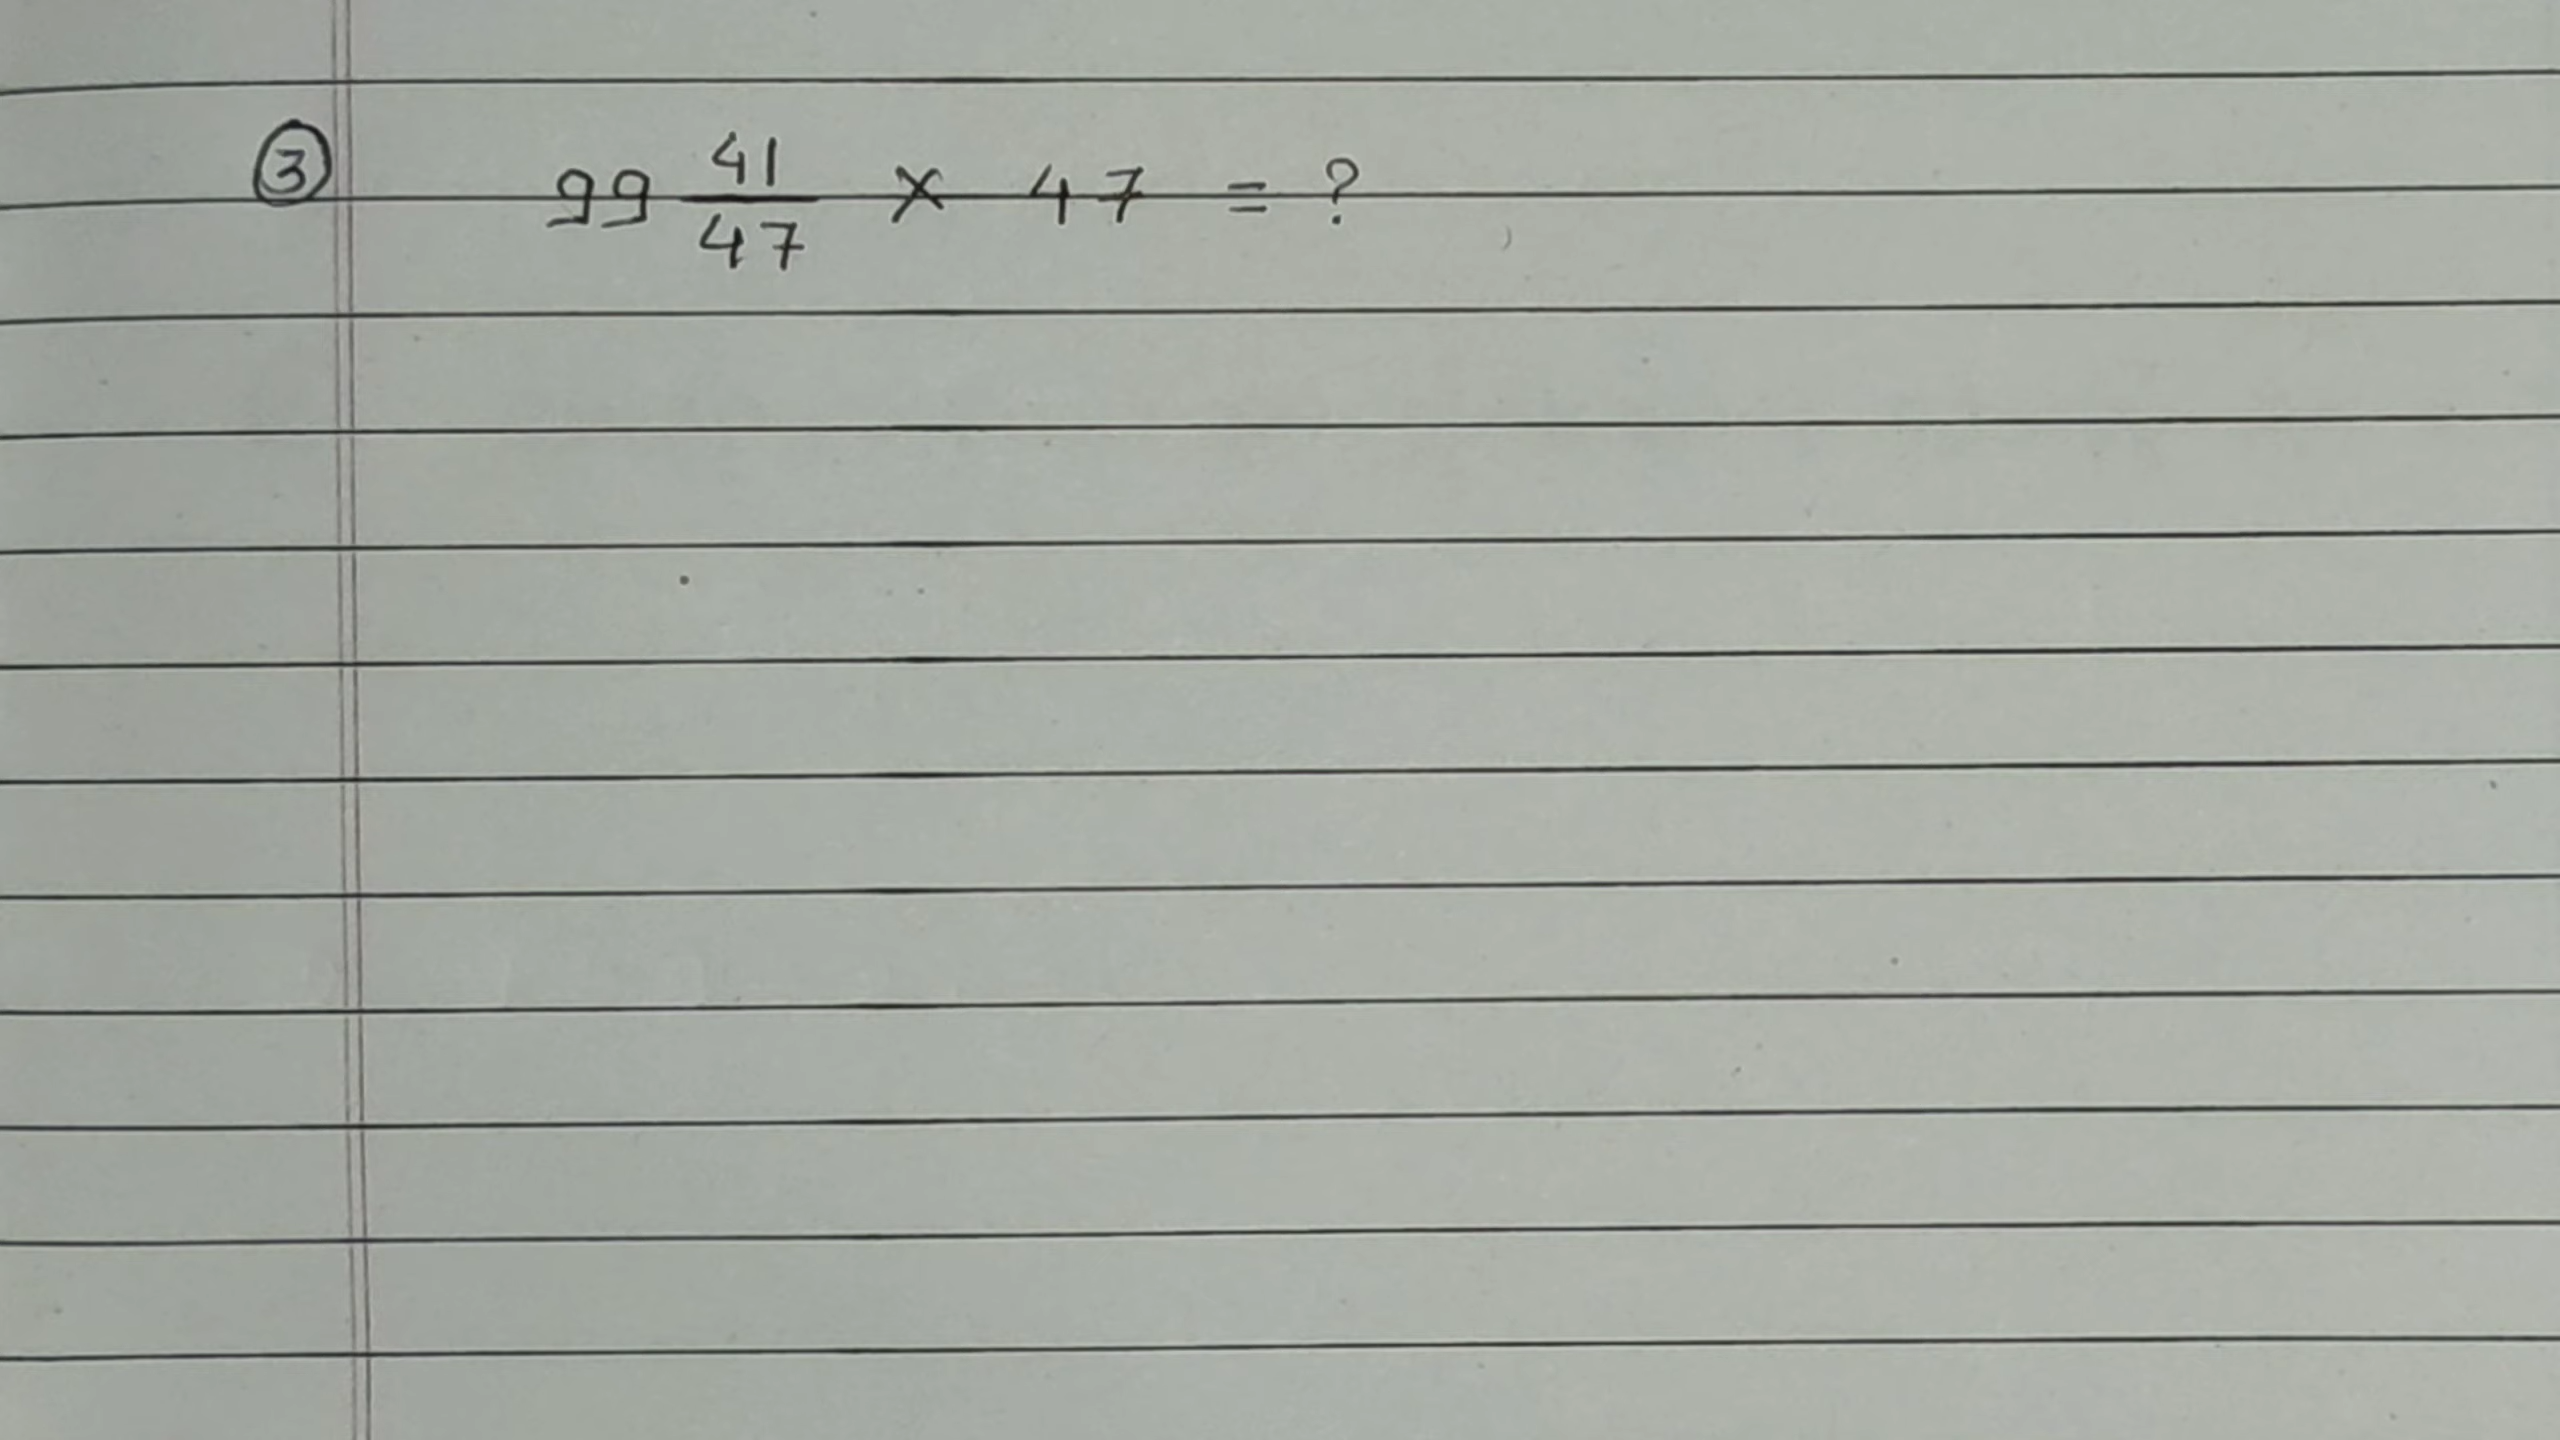 ③ 99 41/47 × 47 = ?